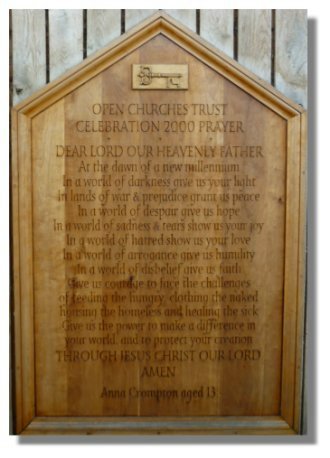 OPEN CHURCHES TRUST
CELEBRATION 2000 PRAYER
DEAR LORD OUR HEAVENLY FATHER
At the dawn of a new millennium
In a world of darkness give us your light
In lands of war & prejudice grant us peace
In a world of despair give us hope
In a world of sadness & tears show us your joy
In a world of hatred show us your love
In a world of arrogance give us humility
In a world of disbelief give us faith
Give us courage to face the challenges
of feeding the hungry, clothing the naked
housing the homeless and healing the sick
Give us the power to make a difference in
your world, and to protect your creation
THROUGH JESUS CHRIST OUR LORD
AMEN
Anna Crompton aged 13